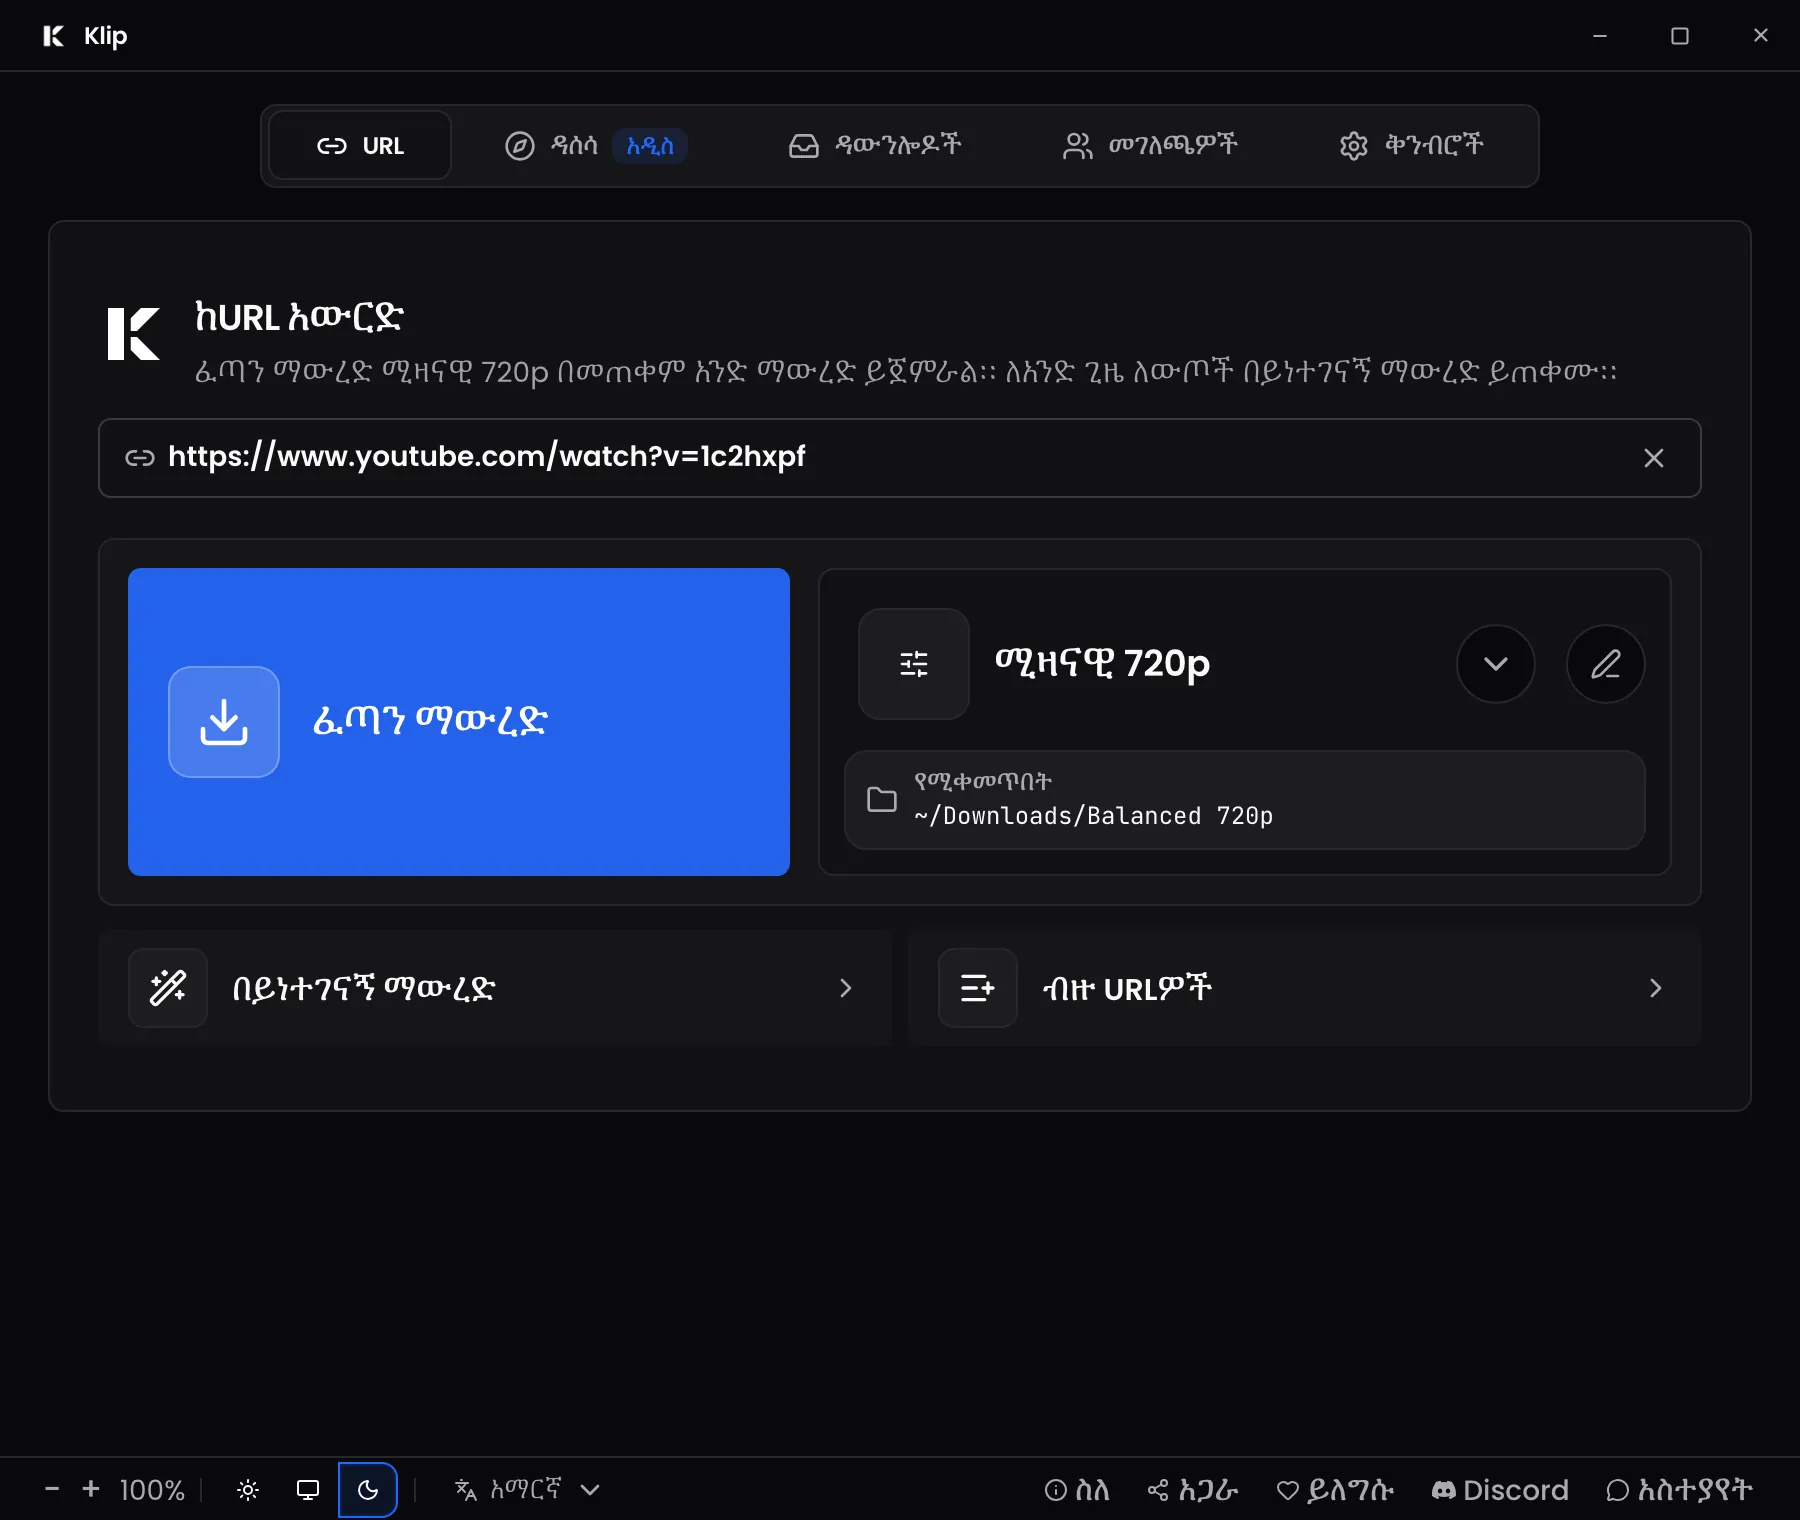 Klip
URL
ዳሰሳ አዲስ
ዳውንሎዶች
መገለጫዎች
ቅንብሮች
ከURL አውርድ
ፈጣን ማውረድ ሚዛናዊ 720p በመጠቀም አንድ ማውረድ ይጀምራል። ለአንድ ጊዜ ለውጦች በይነተገናኝ ማውረድ ይጠቀሙ።
https://www.youtube.com/watch?v=1c2hxpf
ፈጣን ማውረድ
ሚዛናዊ 720p
የሚቀመጥበት
~/Downloads/Balanced 720p
በይነተገናኝ ማውረድ
ብዙ URLዎች
100%
አማርኛ
ስለ
አጋራ
ይለግሱ
Discord
አስተያየት